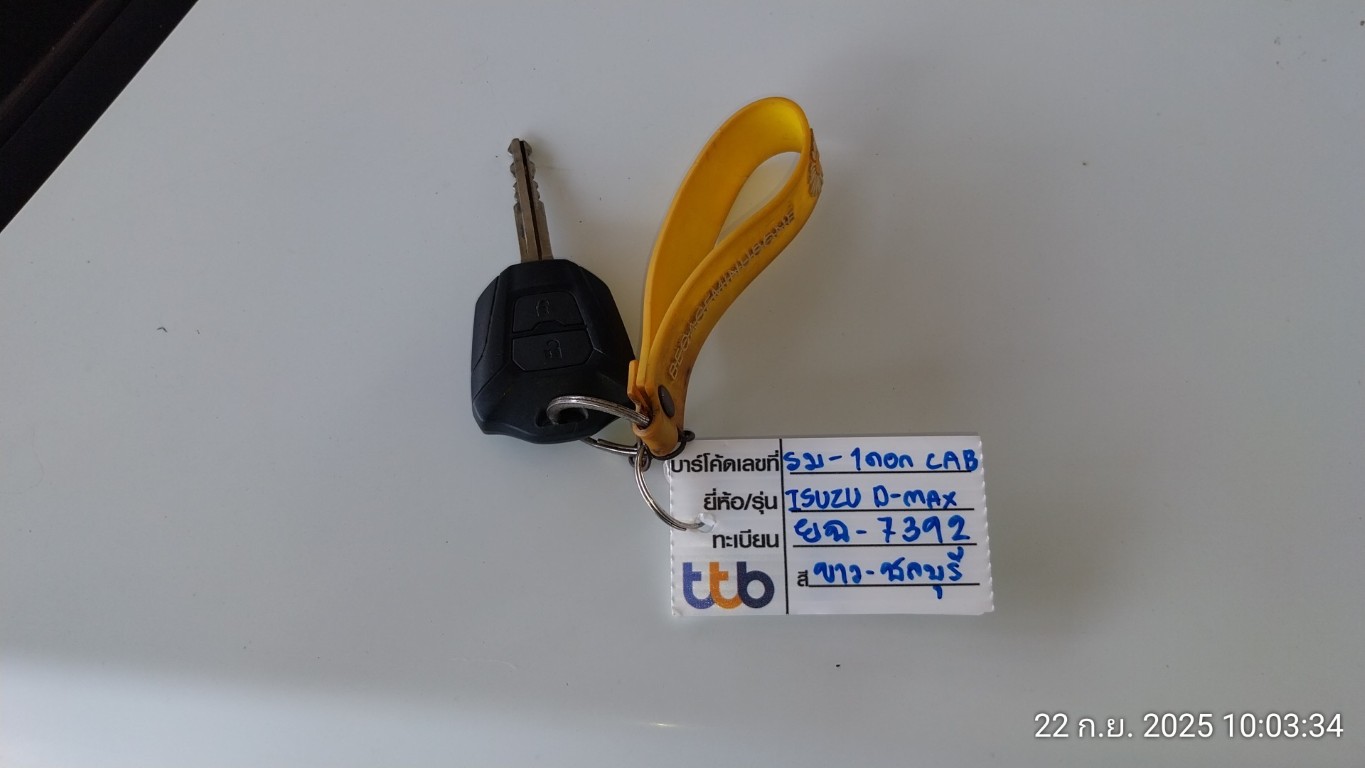 บาร์โค้ดเลขที่ รม-1ดอก CAB
ยี่ห้อ/รุ่น ISUZU D-MAX
ทะเบียน ยฉ-7392
ttb สี ขาว-ชลบุรี
22 ก.ย. 2025 10:03:34